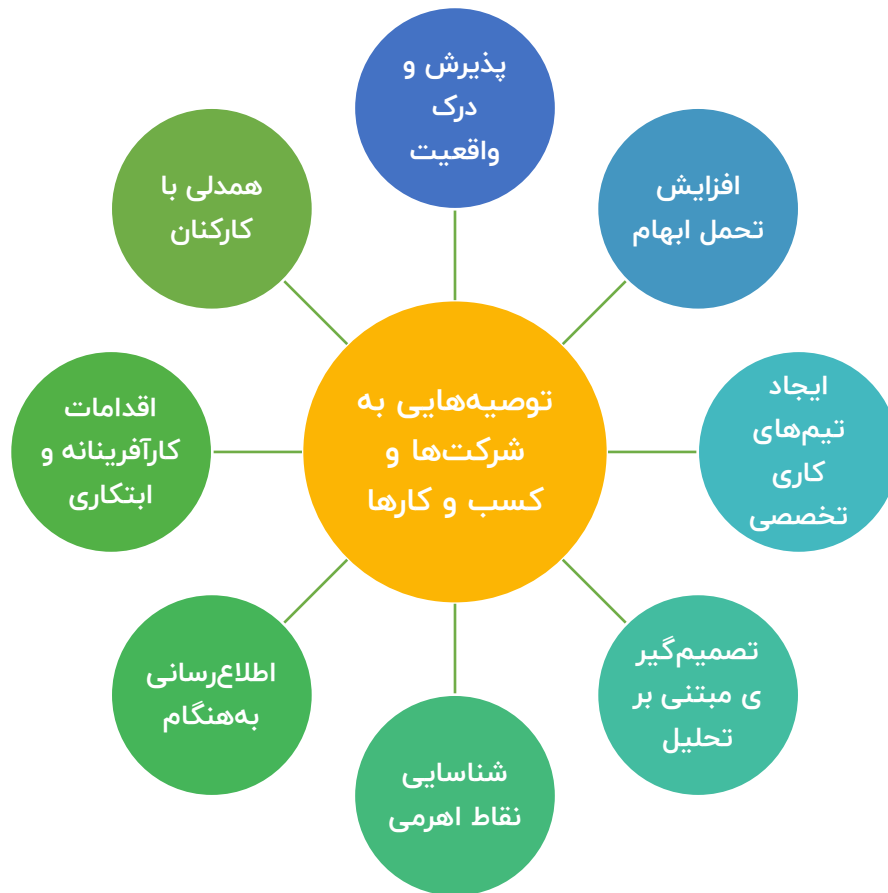 پذیرش و
درک
واقعیت
افزایش
تحمل ابهام
ایجاد
تیم‌های
کاری
تخصصی
تصمیم‌گیر
ی مبتنی بر
تحلیل
شناسایی
نقاط اهرمی
اطلاع‌رسانی
به‌هنگام
اقدامات
کارآفرینانه و
ابتکاری
همدلی با
کارکنان
توصیه‌هایی به
شرکت‌ها و
کسب و کارها